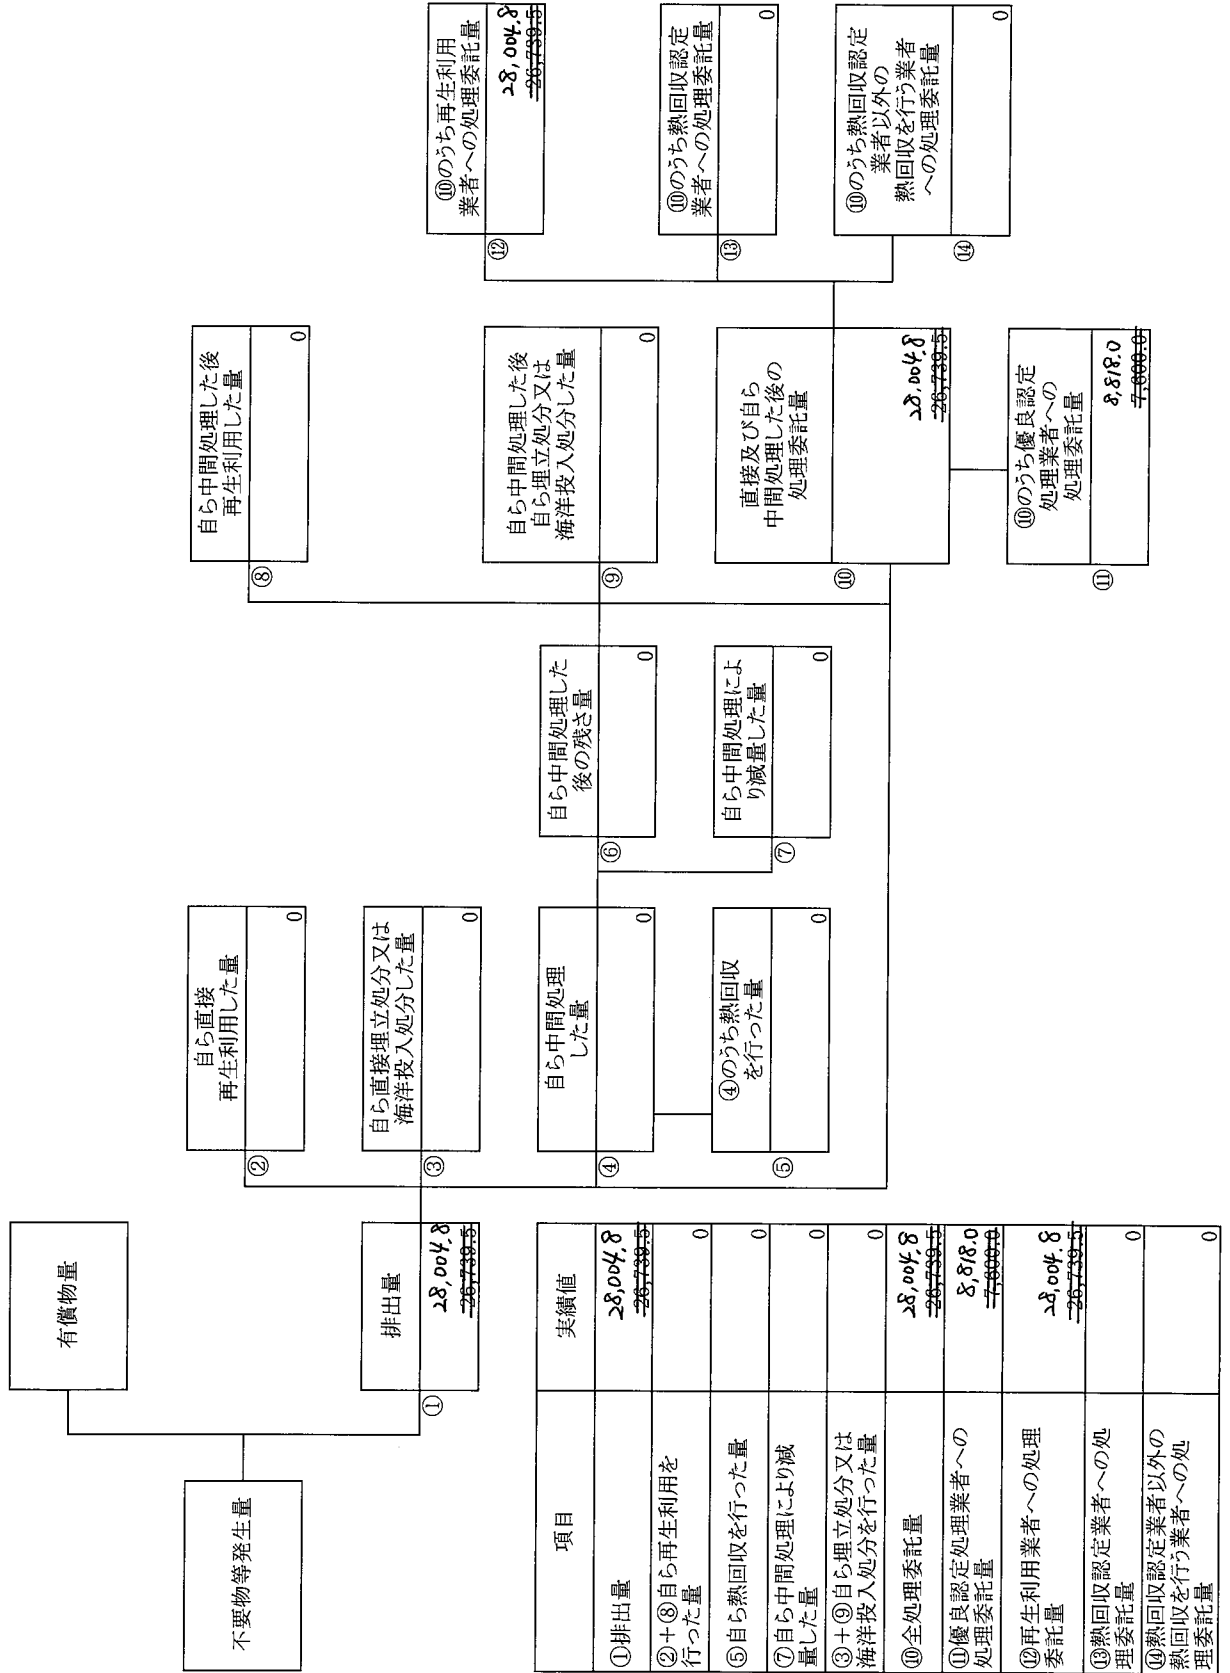 不要物等発生量
有償物量
①
排出量
28,004.8
26,739.5
②
自ら直接
再生利用した量
0
③
自ら直接埋立処分又は
海洋投入処分した量
0
④
自ら中間処理
した量
0
⑤
④のうち熱回収
を行った量
0
⑥
自ら中間処理した
後の残さ量
0
⑦
自ら中間処理によ
り減量した量
0
⑧
自ら中間処理した後
再生利用した量
0
⑨
自ら中間処理した後
自ら埋立処分又は
海洋投入処分した量
0
⑩
直接及び自ら
中間処理した後の
処理委託量
28,004.8
26,739.5
⑪
⑩のうち優良認定
処理業者への
処理委託量
8,818.0
7,600.0
⑫
⑩のうち再生利用
業者への処理委託量
28,004.8
26,739.5
⑬
⑩のうち熱回収認定
業者への処理委託量
0
⑭
⑩のうち熱回収認定
業者以外の
熱回収を行う業者
への処理委託量
0
項目
実績値
①排出量
28,004.8
26,739.5
②+⑧自ら再生利用を
行った量
0
⑤自ら熱回収を行った量
0
⑦自ら中間処理により減
量した量
0
③+⑨自ら埋立処分又は
海洋投入処分を行った量
0
⑩全処理委託量
28,004.8
26,739.5
⑪優良認定処理業者への
処理委託量
8,818.0
7,600.0
⑫再生利用業者への処理
委託量
28,004.8
26,739.5
⑬熱回収認定業者への処
理委託量
0
⑭熱回収認定業者以外の
熱回収を行う業者への処
理委託量
0